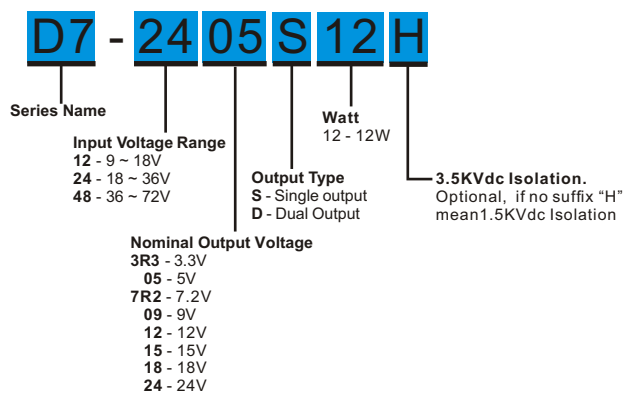 D7 - 24 05 S 12 H
Series Name
Input Voltage Range
12 - 9 ~ 18V
24 - 18 ~ 36V
48 - 36 ~ 72V
Nominal Output Voltage
3R3 - 3.3V
05 - 5V
7R2 - 7.2V
09 - 9V
12 - 12V
15 - 15V
18 - 18V
24 - 24V
Output Type
S - Single output
D - Dual Output
Watt
12 - 12W
3.5KVdc Isolation.
Optional, if no suffix “H”
mean1.5KVdc Isolation